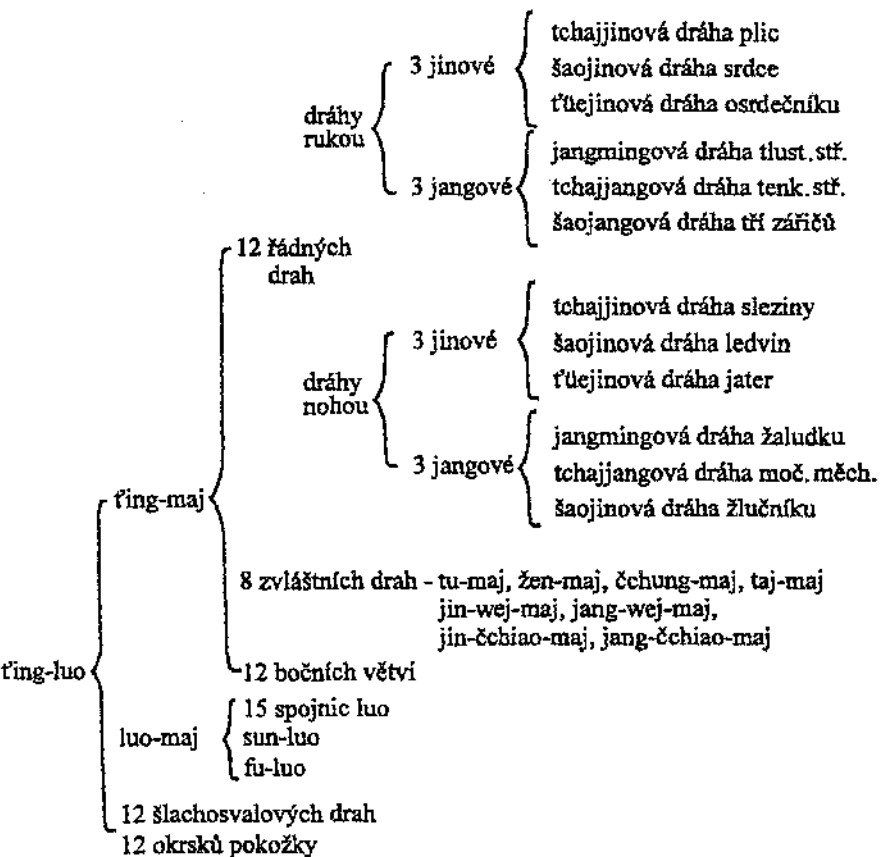 3 jínové
tchajjinová dráha plic
šaojinová dráha srdce
ťüejinová dráha osrdečníku
dráhy
rukou
3 jangové
jangmingová dráha tlust.stř.
tchajjangová dráha tenk.stř.
šaojangová dráha tří zářičů
12 řádných
drah
3 jinové
tchajjinová dráha sleziny
šaojinová dráha ledvin
ťüejinová dráha jater
dráhy
nohou
3 jangové
jangmingová dráha žaludku
tchajjangová dráha moč.měch.
šaojinová dráha žlučníku
ťing-maj
8 zvláštních drah - tu-maj, žen-maj, čchung-maj, taj-maj
jin-wej-maj, jang-wej-maj,
jin-čchiao-maj, jang-čchiao-maj
12 bočních větví
ťing-luo
luo-maj
15 spojnic luo
sun-luo
fu-luo
12 šlachosvalových drah
12 okrsků pokožky